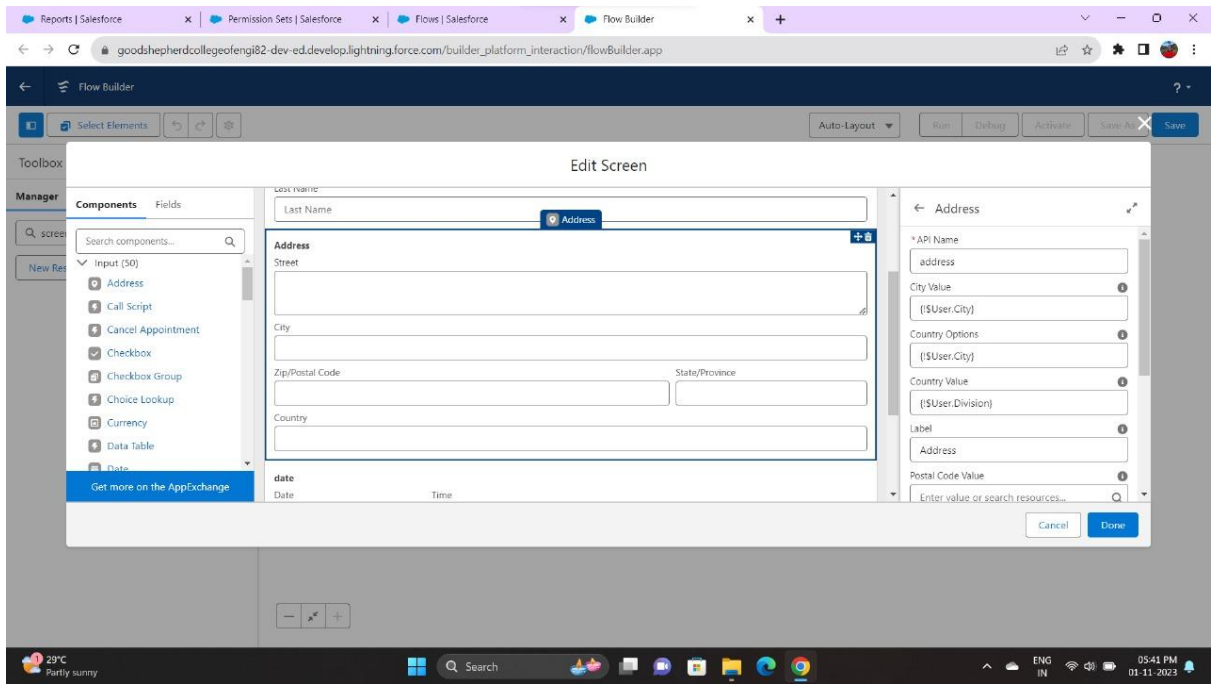 Reports | Salesforce
Permission Sets | Salesforce
Flows | Salesforce
Flow Builder
goodshepherdcollegeofengi82-dev-ed.develop.lightning.force.com/builder_platform_interaction/flowBuilder.app
Flow Builder
?
Select Elements
Auto-Layout
Run
Debug
Activate
Save As
Save
Toolbox
Edit Screen
Manager
Components
Fields
screen
New Res
Search components...
Input (50)
Address
Call Script
Cancel Appointment
Checkbox
Checkbox Group
Choice Lookup
Currency
Data Table
Date
Get more on the AppExchange
Last Name
Last Name
Address
Address
Street
City
Zip/Postal Code
State/Province
Country
date
Date
Time
Address
* API Name
address
City Value
{!$User.City}
Country Options
{!$User.City}
Country Value
{!$User.Division}
Label
Address
Postal Code Value
Enter value or search resources...
Cancel
Done
1
29°C
Partly sunny
Search
ENG
IN
05:41 PM
01-11-2023